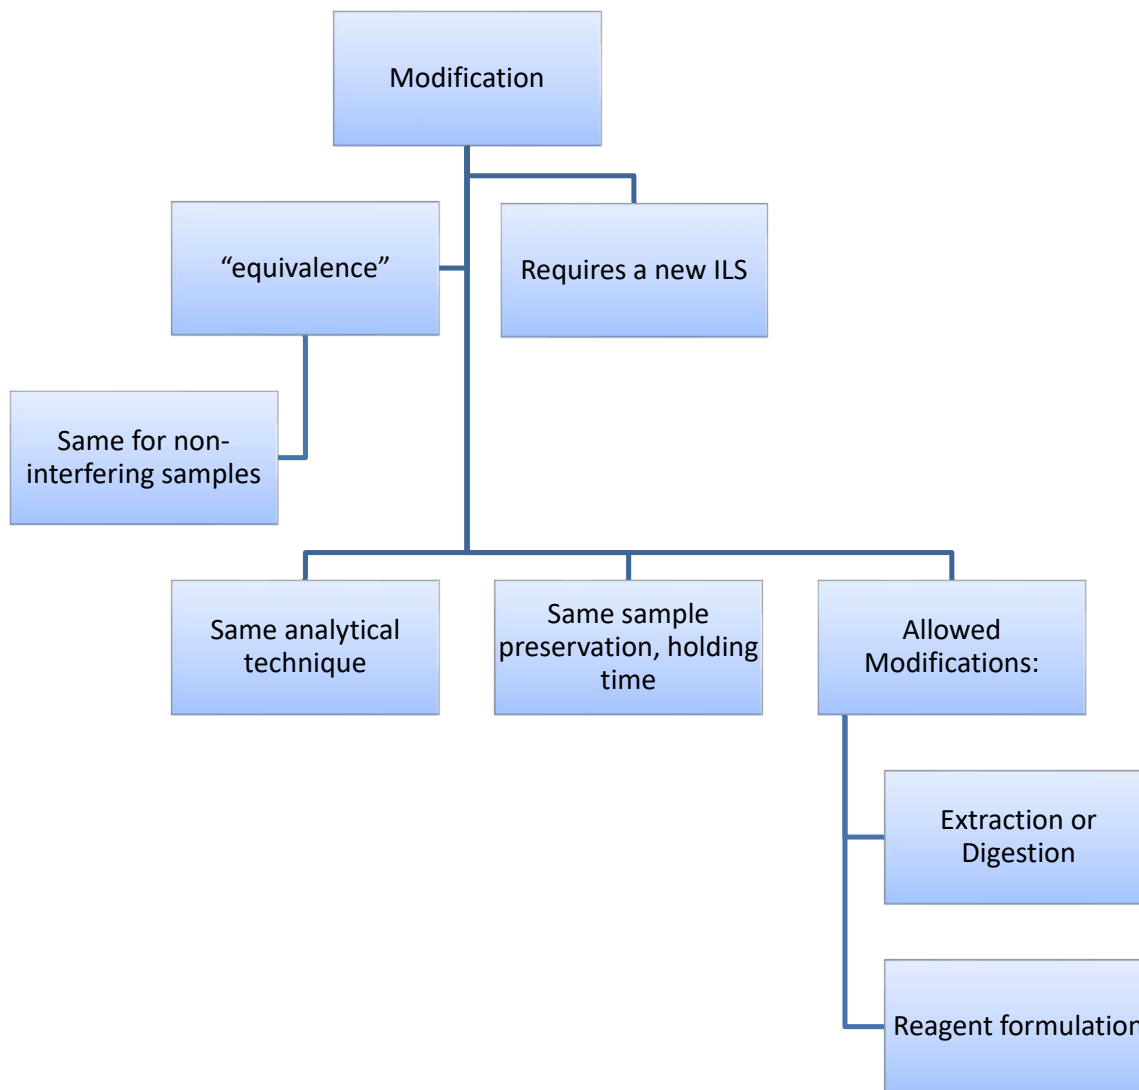 Modification
“equivalence”
Requires a new ILS
Same for non-
interfering samples
Same analytical
technique
Same sample
preservation, holding
time
Allowed
Modifications:
Extraction or
Digestion
Reagent formulation